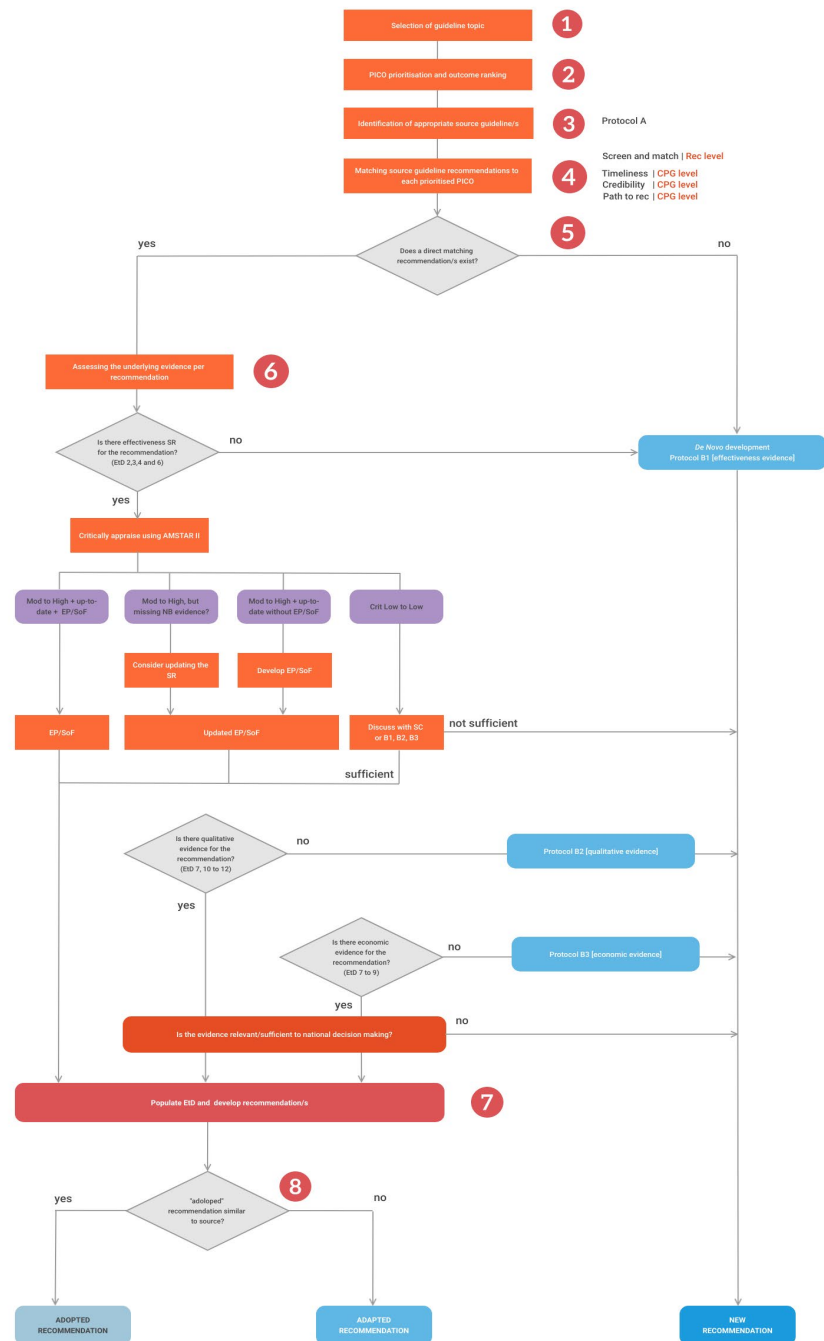 Selection of guideline topic
1
PICO prioritisation and outcome ranking
2
Identification of appropriate source guideline/s
3
Protocol A
Matching source guideline recommendations to
each prioritised PICO
4
Screen and match | Rec level
Timeliness | CPG level
Credibility | CPG level
Path to rec | CPG level
5
yes
Does a direct matching
recommendation/s exist?
no
Assessing the underlying evidence per
recommendation
6
Is there effectiveness SR
for the recommendation?
(EtD 2,3,4 and 6)
no
De Novo development
Protocol B1 [effectiveness evidence]
yes
Critically appraise using AMSTAR II
Mod to High + up-to-
date + EP/SoF
Mod to High, but
missing NB evidence?
Mod to High + up-to-
date without EP/SoF
Crit Low to Low
Consider updating the
SR
Develop EP/SoF
EP/SoF
Updated EP/SoF
Discuss with SC
or B1, B2, B3
not sufficient
sufficient
Is there qualitative
evidence for the
recommendation?
(EtD 7, 10 to 12)
no
Protocol B2 [qualitative evidence]
yes
Is there economic
evidence for the
recommendation?
(EtD 7 to 9)
no
Protocol B3 [economic evidence]
yes
Is the evidence relevant/sufficient to national decision making?
no
Populate EtD and develop recommendation/s
7
8
yes
"adoloped"
recommendation similar
to source?
no
ADOPTED
RECOMMENDATION
ADAPTED
RECOMMENDATION
NEW
RECOMMENDATION